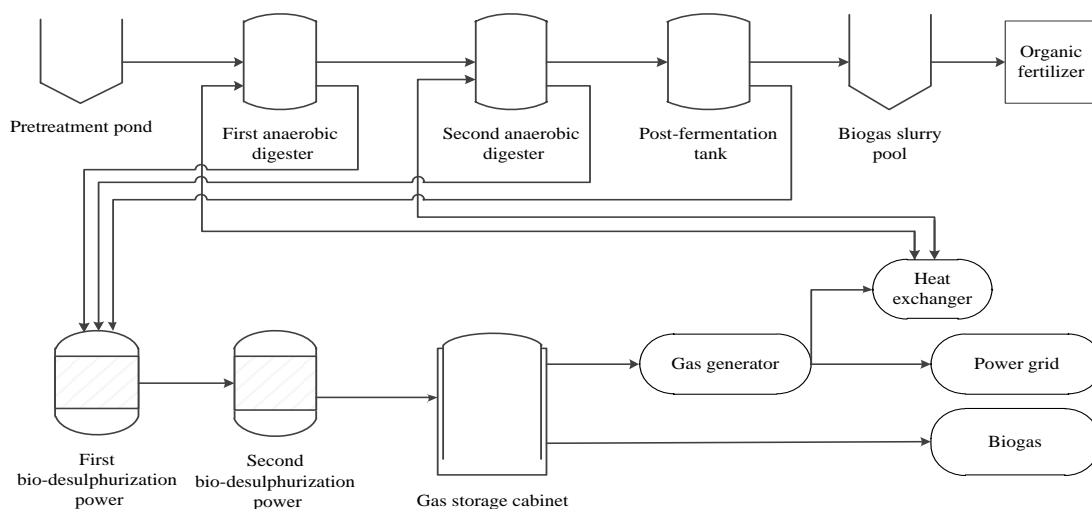 Organic
fertilizer
Pretreatment pond
First anaerobic
digester
Second anaerobic
digester
Post-fermentation
tank
Biogas slurry
pool
Heat
exchanger
Gas generator
Power grid
Biogas
First
bio-desulphurization
power
Second
bio-desulphurization
power
Gas storage cabinet